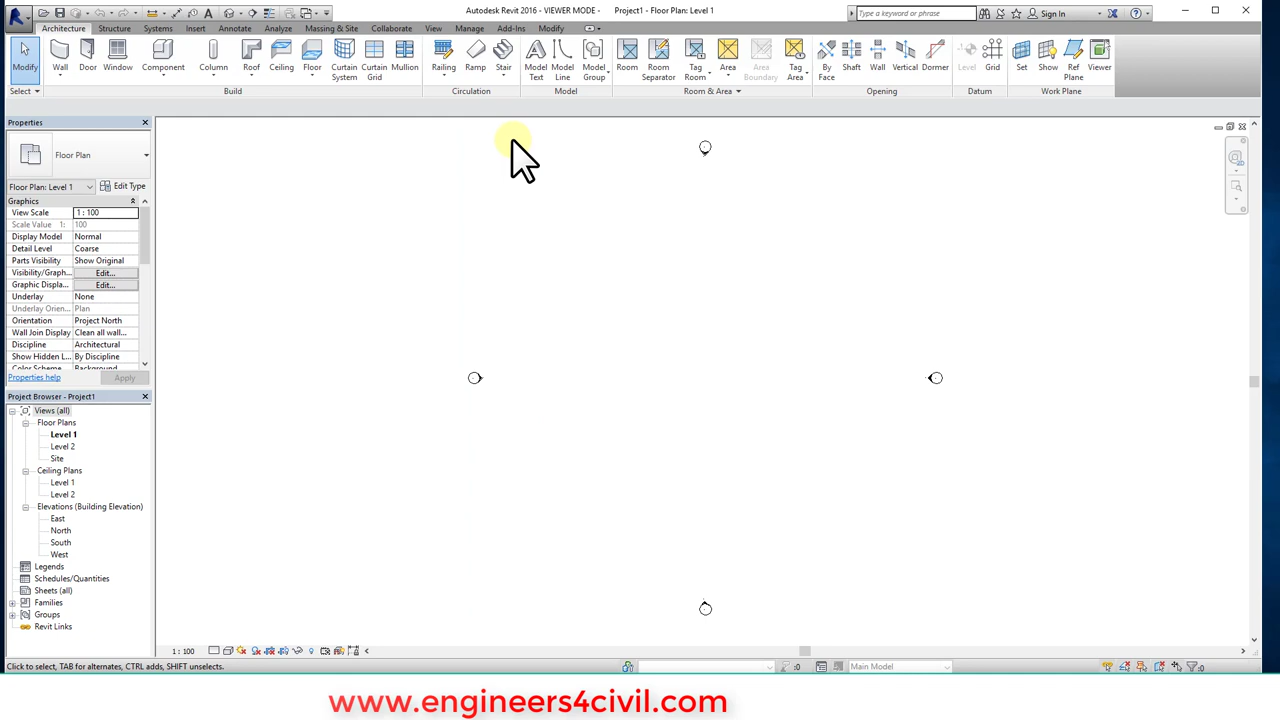 Autodesk Revit 2016 - VIEWER MODE - Project1 - Floor Plan: Level 1
Type a keyword or phrase
Sign In
Architecture Structure Systems Insert Annotate Analyze Massing & Site Collaborate View Manage Add-Ins Modify
Modify Wall Door Window Component Column Roof Ceiling Floor Curtain System Curtain Grid Mullion Railing Ramp Stair Model Text Model Line Model Group Room Room Separator Tag Room Area Area Boundary Tag Area By Face Shaft Wall Vertical Dormer Level Grid Set Show Ref Plane Viewer
Select Build Circulation Model Room & Area Opening Datum Work Plane
Properties
Floor Plan
Floor Plan: Level 1 Edit Type
Graphics
View Scale 1 : 100
Scale Value 1: 100
Display Model Normal
Detail Level Coarse
Parts Visibility Show Original
Visibility/Graph... Edit...
Graphic Displa... Edit...
Underlay None
Underlay Orien... Plan
Orientation Project North
Wall Join Display Clean all wall...
Discipline Architectural
Show Hidden L... By Discipline
Color Scheme Background
Properties help Apply
Project Browser - Project1
Views (all)
Floor Plans
Level 1
Level 2
Site
Ceiling Plans
Level 1
Level 2
Elevations (Building Elevation)
East
North
South
West
Legends
Schedules/Quantities
Sheets (all)
Families
Groups
Revit Links
1 : 100
Click to select, TAB for alternates, CTRL adds, SHIFT unselects.
:0
Main Model
:0
www.engineers4civil.com